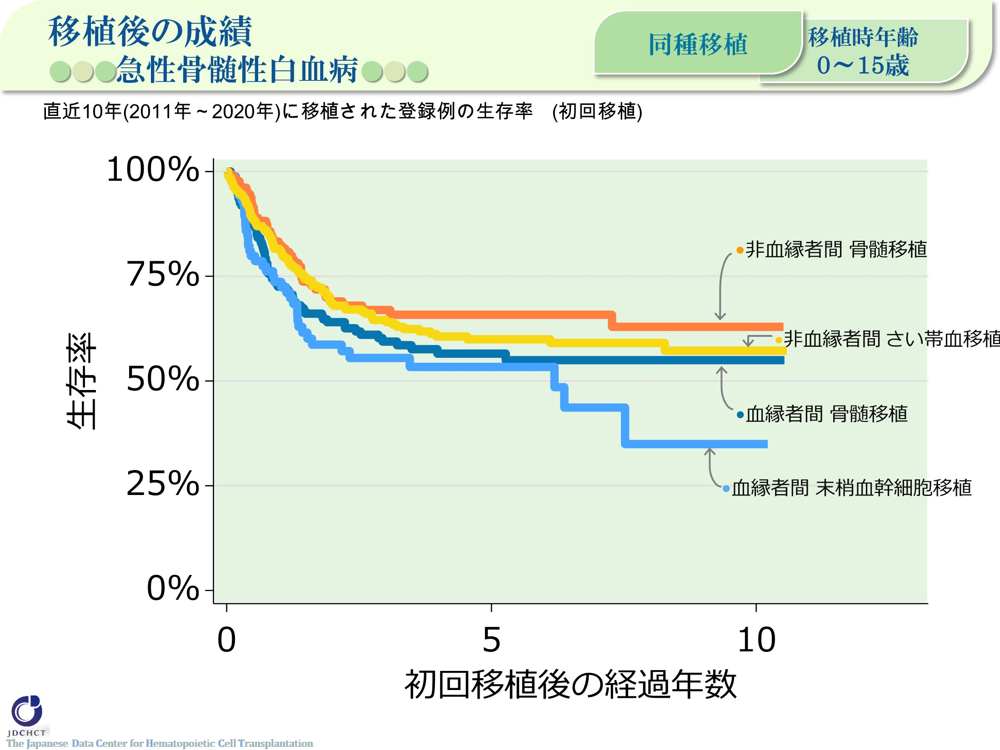 移植後の成績
急性骨髄性白血病
同種移植
移植時年齢
0～15歳
直近10年(2011年～2020年)に移植された登録例の生存率　(初回移植)
100%
75%
50%
25%
0%
生存率
非血縁者間 骨髄移植
非血縁者間 さい帯血移植
血縁者間 骨髄移植
血縁者間 末梢血幹細胞移植
0 5 10
初回移植後の経過年数
JDCHCT
The Japanese Data Center for Hematopoietic Cell Transplantation